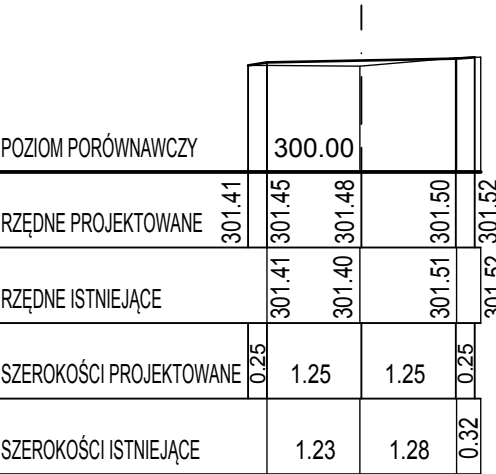 POZIOM PORÓWNAWCZY 300.00
RZĘDNE PROJEKTOWANE 301.41 301.45 301.48 301.50 301.52
RZĘDNE ISTNIEJĄCE 301.41 301.40 301.51 301.52
SZEROKOŚCI PROJEKTOWANE 0.25 1.25 1.25 0.25
SZEROKOŚCI ISTNIEJĄCE 1.23 1.28 0.32